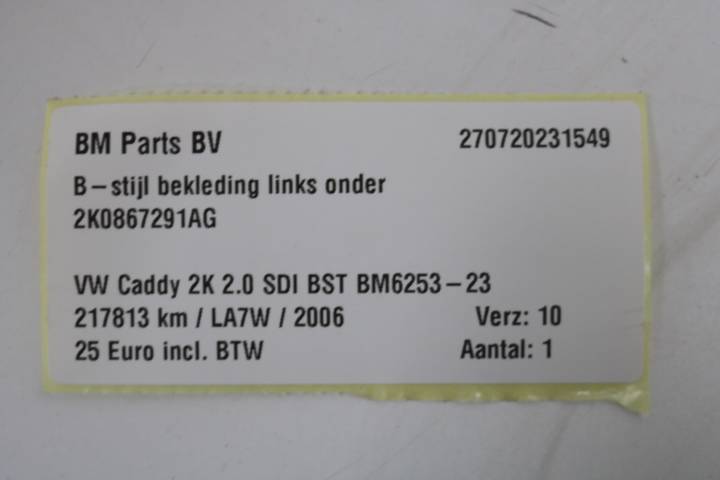 BM Parts BV 270720231549
B-stijl bekleding links onder
2K0867291AG
VW Caddy 2K 2.0 SDI BST BM6253-23
217813 km / LA7W / 2006 Verz: 10
25 Euro incl. BTW Aantal: 1